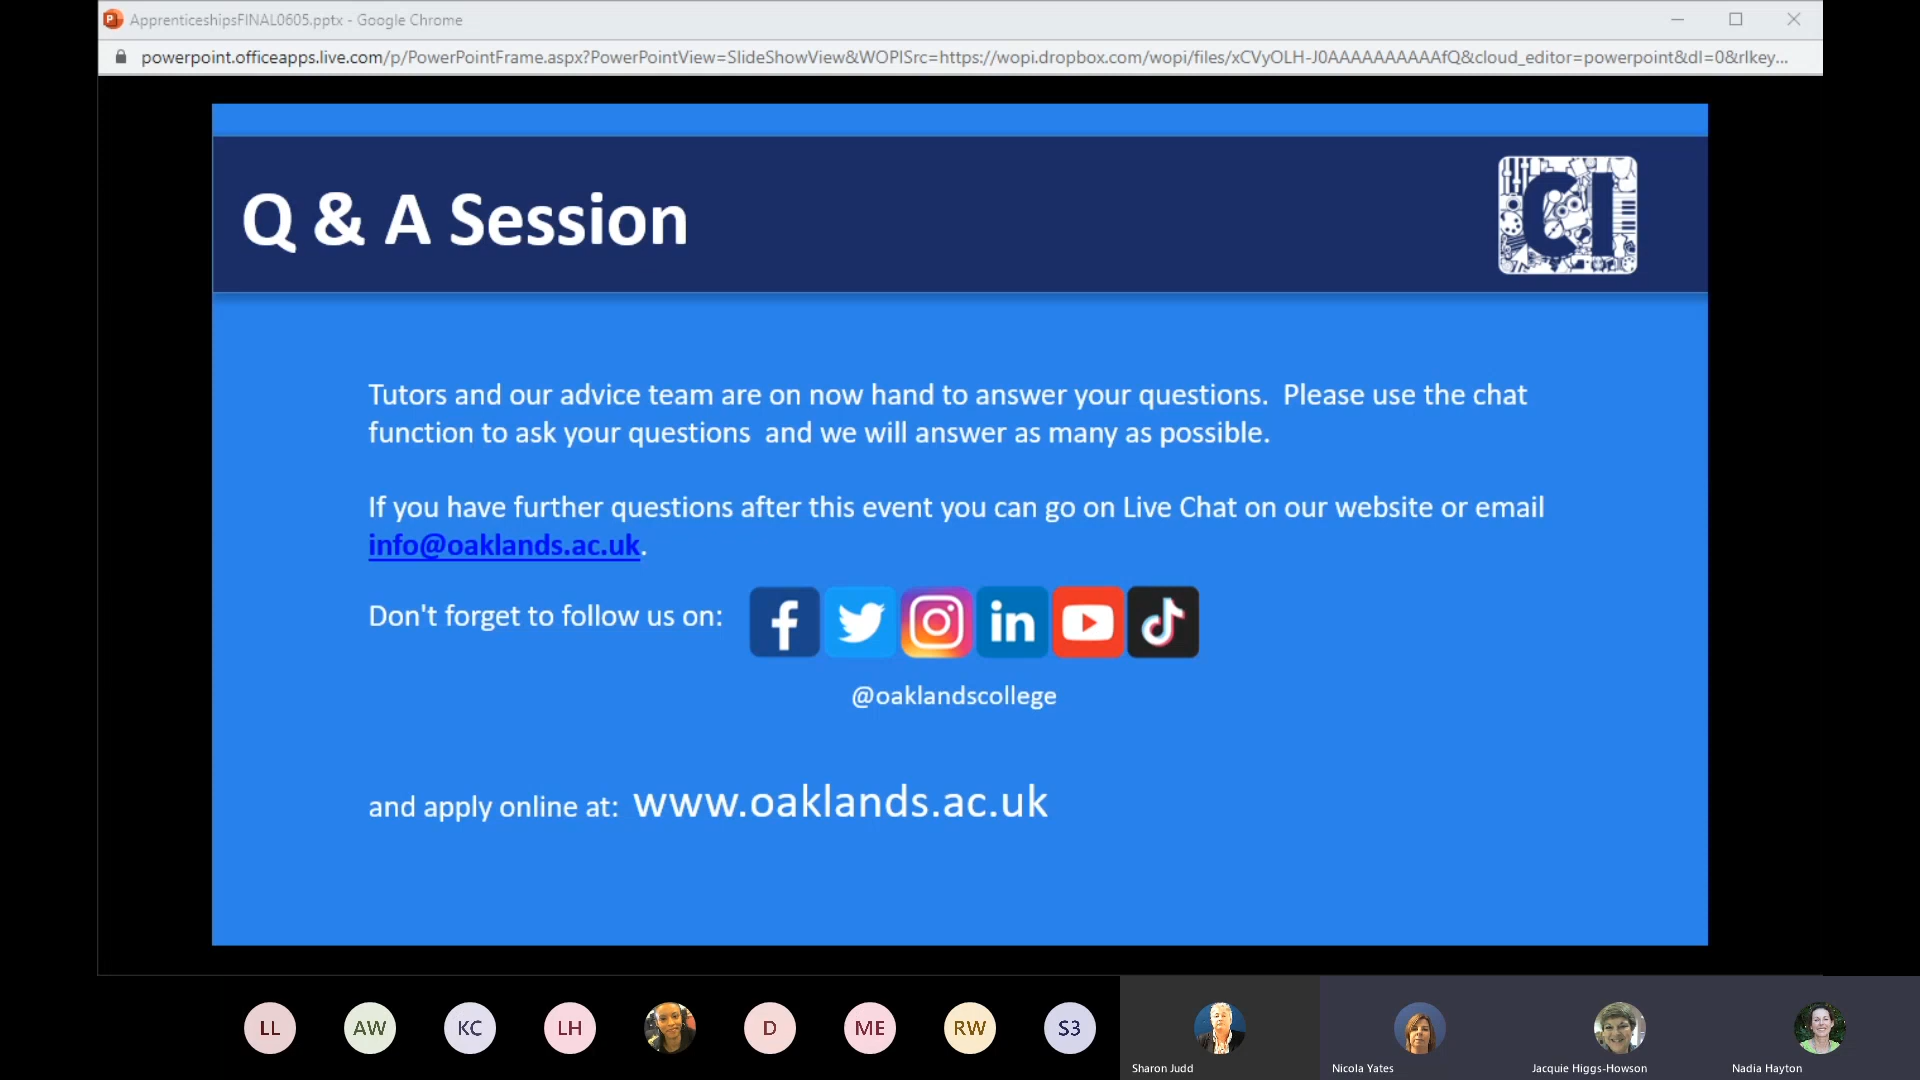 ApprenticeshipsFINAL0605.pptx - Google Chrome
powerpoint.officeapps.live.com/p/PowerPointFrame.aspx?PowerPointView=SlideShowView&WOPISrc=https://wopi.dropbox.com/wopi/files/xCVyOLH-J0AAAAAAAAAAfQ&cloud_editor=powerpoint&dl=0&rlkey...
Q & A Session
CI
Tutors and our advice team are on now hand to answer your questions.  Please use the chat
function to ask your questions  and we will answer as many as possible.
If you have further questions after this event you can go on Live Chat on our website or email
info@oaklands.ac.uk.
Don't forget to follow us on:
@oaklandscollege
and apply online at:  www.oaklands.ac.uk
LL AW KC LH D ME RW S3
Sharon Judd Nicola Yates Jacquie Higgs-Howson Nadia Hayton